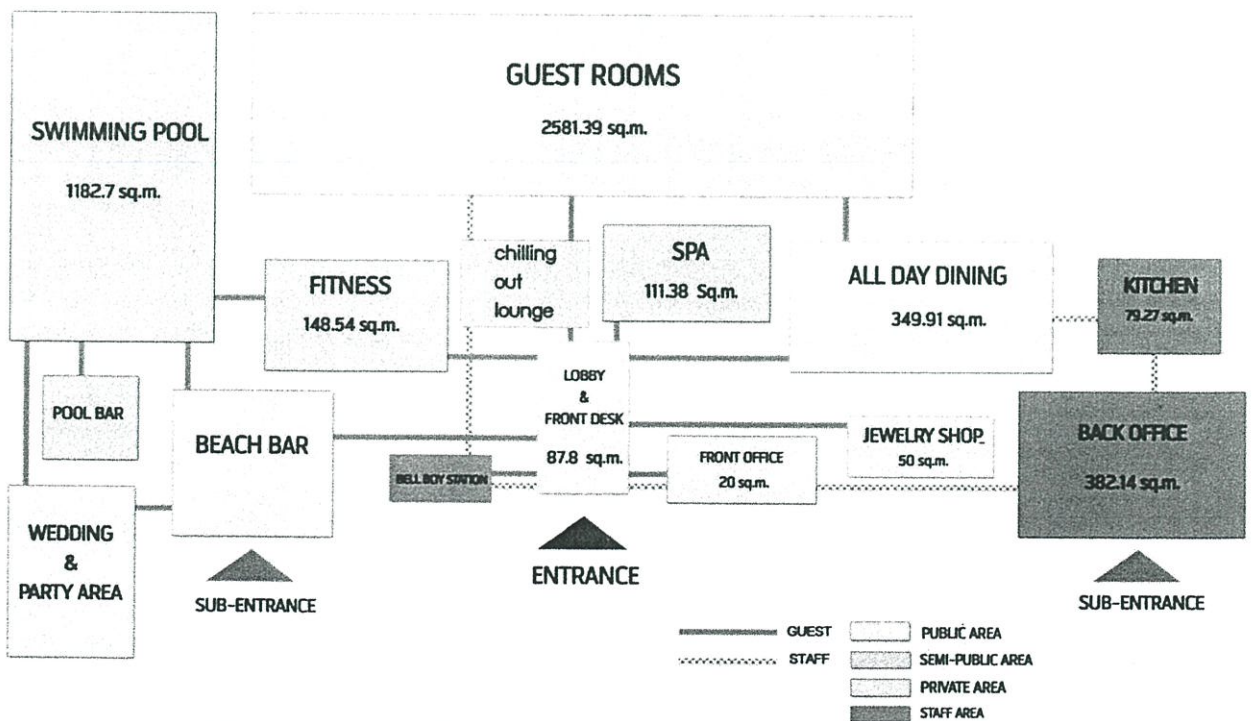 GUEST ROOMS
2581.39 sq.m.
SWIMMING POOL
1182.7 sq.m.
chilling
out
lounge
SPA
111.38 Sq.m.
FITNESS
148.54 sq.m.
ALL DAY DINING
349.91 sq.m.
KITCHEN
79.27 sq.m.
LOBBY
&
FRONT DESK
87.8 sq.m.
POOL BAR
BEACH BAR
BELL BOY STATION
FRONT OFFICE
20 sq.m.
JEWELRY SHOP
50 sq.m.
BACK OFFICE
382.14 sq.m.
WEDDING
&
PARTY AREA
SUB-ENTRANCE
ENTRANCE
SUB-ENTRANCE
GUEST
STAFF
PUBLIC AREA
SEMI-PUBLIC AREA
PRIVATE AREA
STAFF AREA